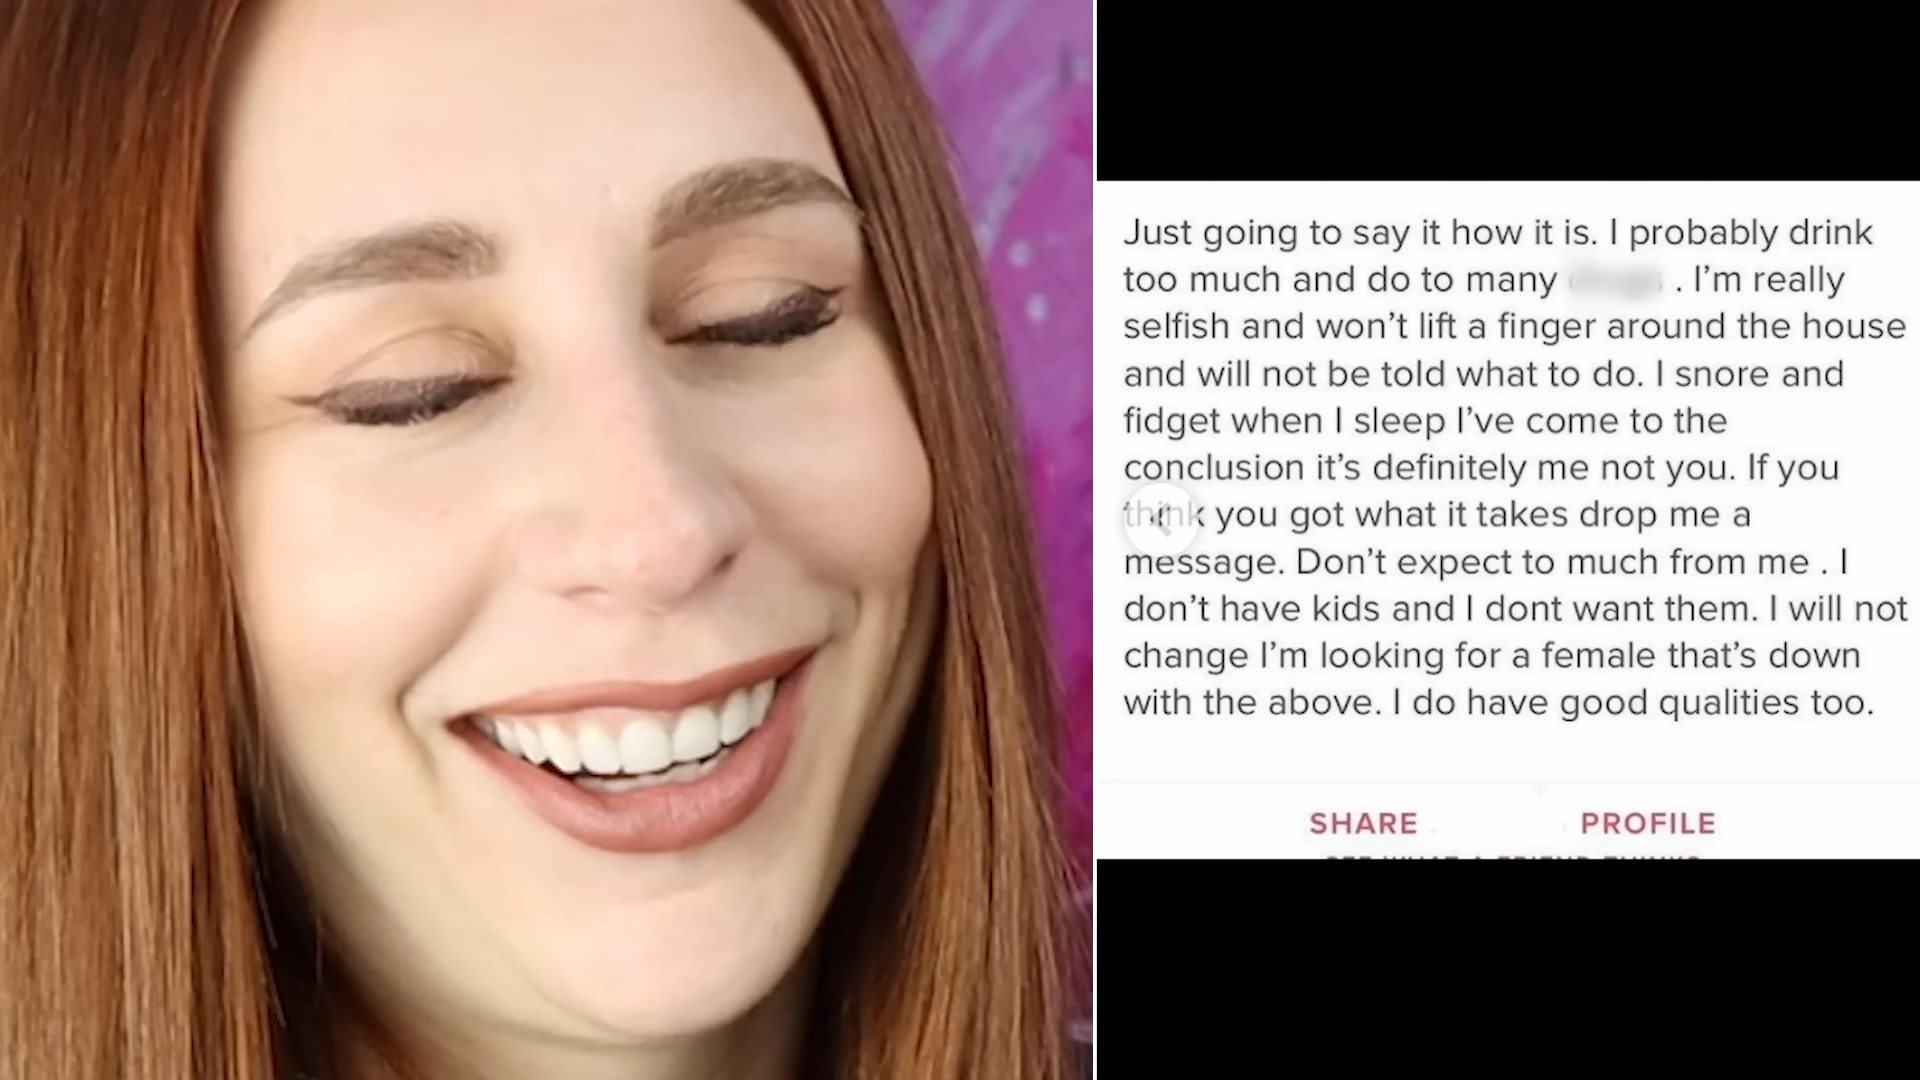 Just going to say it how it is. I probably drink
too much and do to many . I'm really
selfish and won't lift a finger around the house
and will not be told what to do. I snore and
fidget when I sleep I've come to the
conclusion it's definitely me not you. If you
think you got what it takes drop me a
message. Don't expect to much from me . I
don't have kids and I dont want them. I will not
change I'm looking for a female that's down
with the above. I do have good qualities too.
SHARE PROFILE
SEE WHAT A FRIEND THINKS